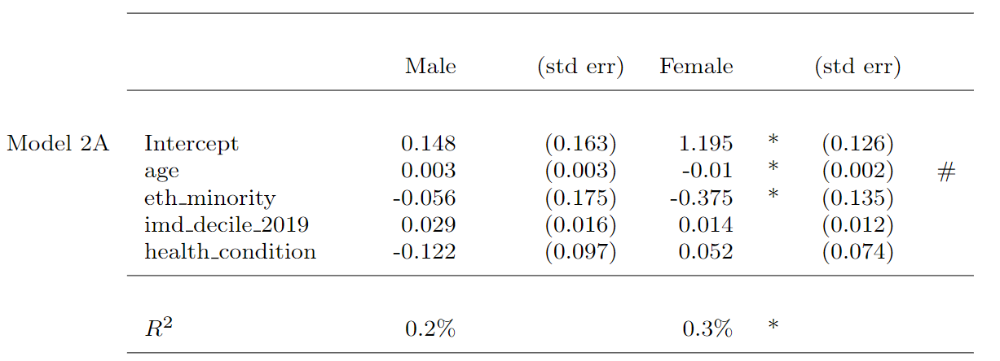 Male (std err) Female (std err)
Model 2A Intercept 0.148 (0.163) 1.195 * (0.126)
age 0.003 (0.003) -0.01 * (0.002) #
eth_minority -0.056 (0.175) -0.375 * (0.135)
imd_decile_2019 0.029 (0.016) 0.014 (0.012)
health_condition -0.122 (0.097) 0.052 (0.074)
R² 0.2% 0.3% *